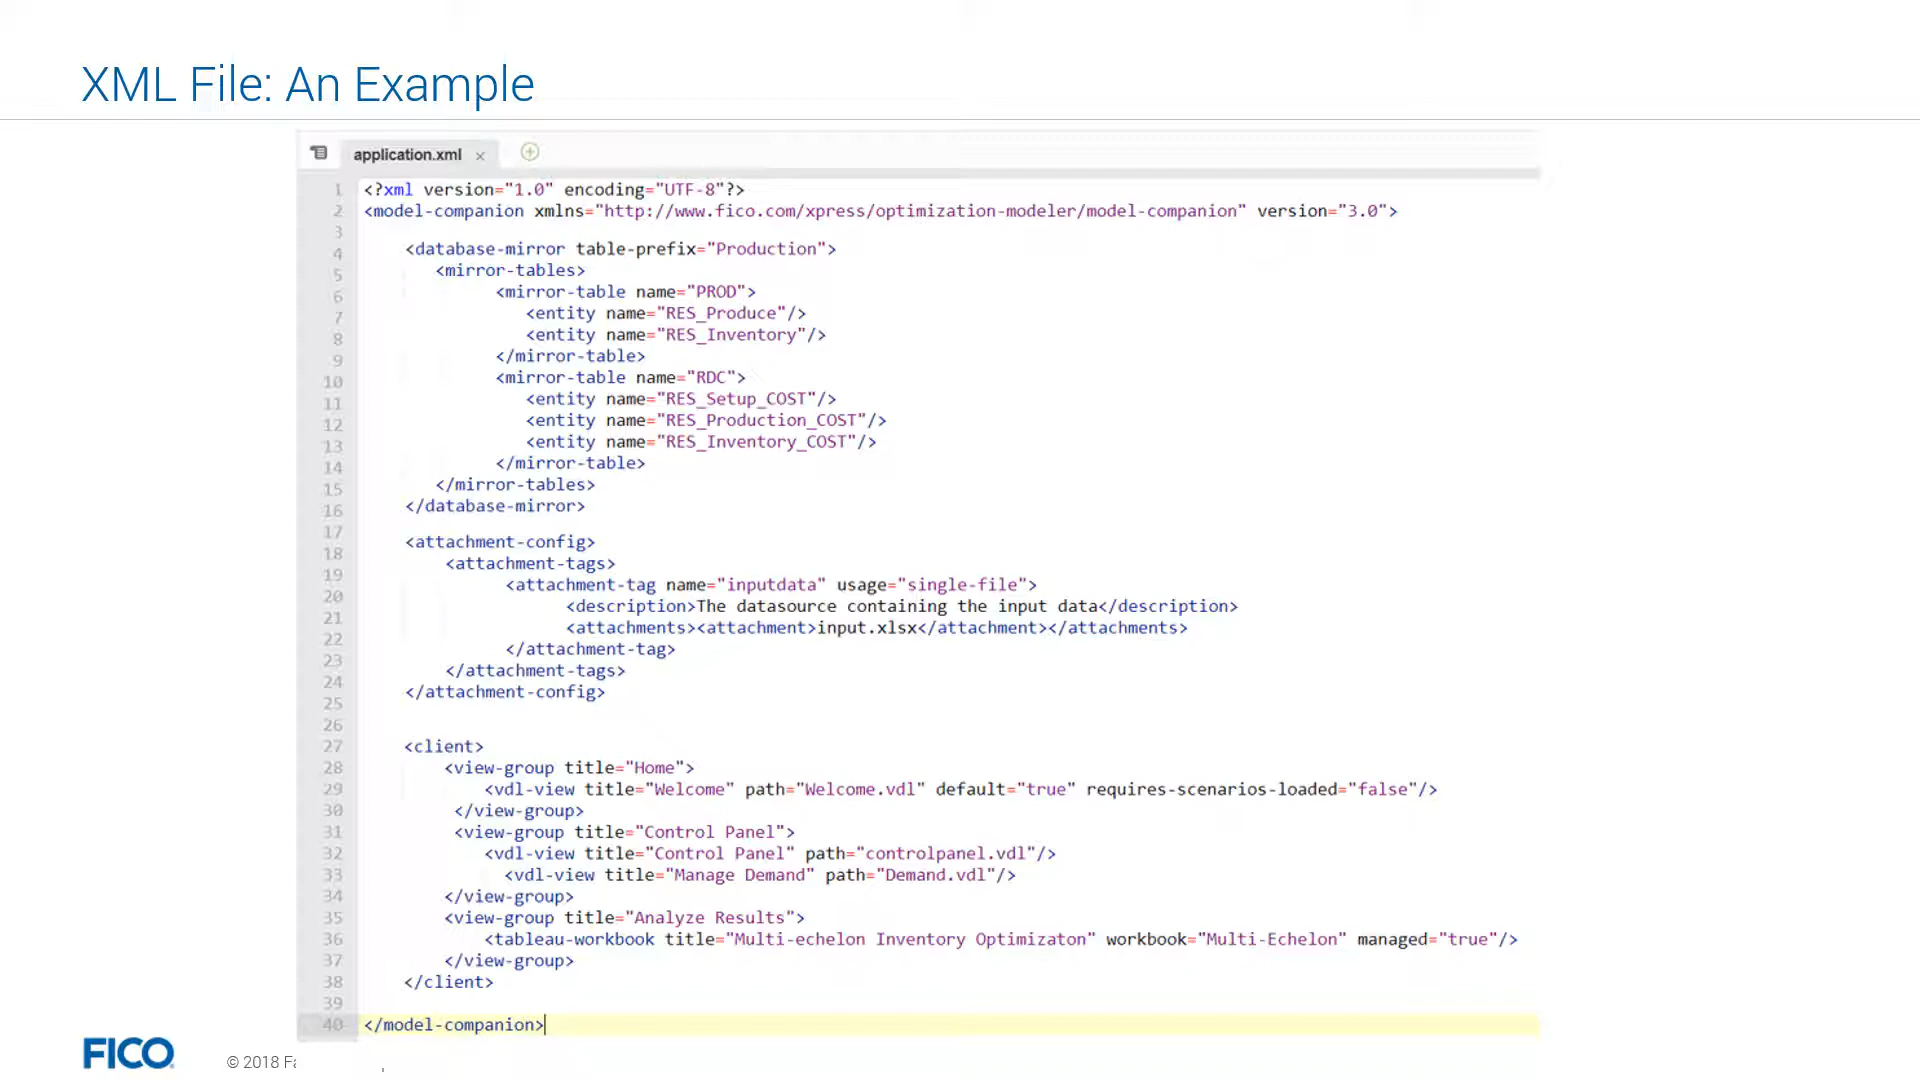 XML File: An Example
application.xml
1 <?xml version="1.0" encoding="UTF-8"?>
2 <model-companion xmlns="http://www.fico.com/xpress/optimization-modeler/model-companion" version="3.0">
3
4 <database-mirror table-prefix="Production">
5 <mirror-tables>
6 <mirror-table name="PROD">
7 <entity name="RES_Produce"/>
8 <entity name="RES_Inventory"/>
9 </mirror-table>
10 <mirror-table name="RDC">
11 <entity name="RES_Setup_COST"/>
12 <entity name="RES_Production_COST"/>
13 <entity name="RES_Inventory_COST"/>
14 </mirror-table>
15 </mirror-tables>
16 </database-mirror>
17
18 <attachment-config>
19 <attachment-tags>
20 <attachment-tag name="inputdata" usage="single-file">
21 <description>The datasource containing the input data</description>
22 <attachments><attachment>input.xlsx</attachment></attachments>
23 </attachment-tag>
24 </attachment-tags>
25 </attachment-config>
26
27 <client>
28 <view-group title="Home">
29 <vdl-view title="Welcome" path="Welcome.vdl" default="true" requires-scenarios-loaded="false"/>
30 </view-group>
31 <view-group title="Control Panel">
32 <vdl-view title="Control Panel" path="controlpanel.vdl"/>
33 <vdl-view title="Manage Demand" path="Demand.vdl"/>
34 </view-group>
35 <view-group title="Analyze Results">
36 <tableau-workbook title="Multi-echelon Inventory Optimizaton" workbook="Multi-Echelon" managed="true"/>
37 </view-group>
38 </client>
39
40 </model-companion>
FICO
© 2018